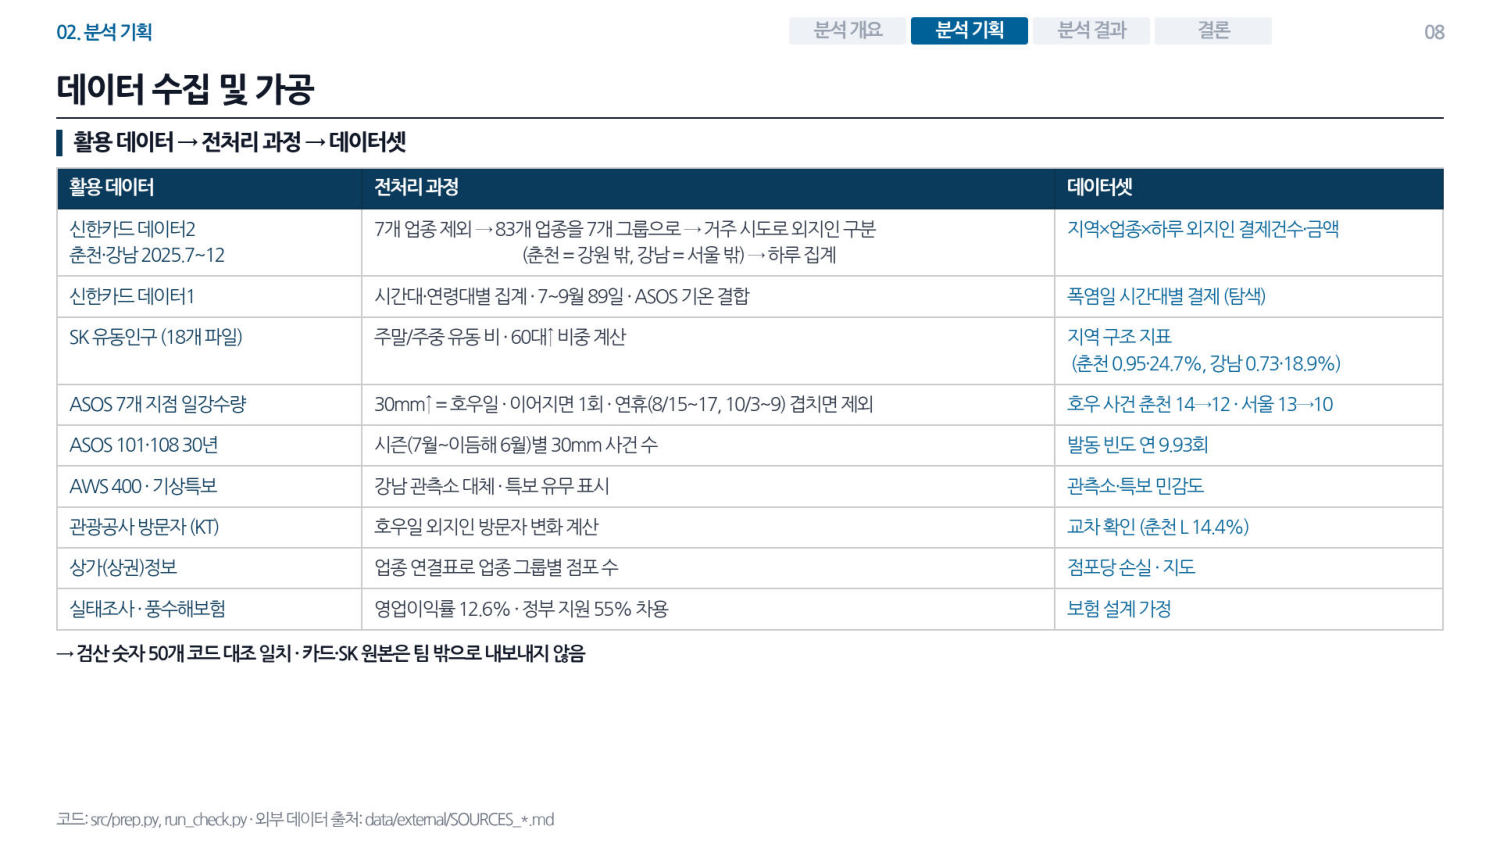 02. 분석 기획
분석 개요
분석 기획
분석 결과
결론
08
데이터 수집 및 가공
활용 데이터 → 전처리 과정 → 데이터셋
활용 데이터
전처리 과정
데이터셋
신한카드 데이터2
춘천·강남 2025.7~12
7개 업종 제외 → 83개 업종을 7개 그룹으로 → 거주 시도로 외지인 구분
(춘천 = 강원 밖, 강남 = 서울 밖) → 하루 집계
지역×업종×하루 외지인 결제건수·금액
신한카드 데이터1
시간대·연령대별 집계 · 7~9월 89일 · ASOS 기온 결합
폭염일 시간대별 결제 (탐색)
SK 유동인구 (18개 파일)
주말/주중 유동 비 · 60대↑ 비중 계산
지역 구조 지표
(춘천 0.95·24.7%, 강남 0.73·18.9%)
ASOS 7개 지점 일강수량
30mm↑ = 호우일 · 이어지면 1회 · 연휴(8/15~17, 10/3~9) 겹치면 제외
호우 사건 춘천 14→12 · 서울 13→10
ASOS 101·108 30년
시즌(7월~이듬해 6월)별 30mm 사건 수
발동 빈도 연 9.93회
AWS 400 · 기상특보
강남 관측소 대체 · 특보 유무 표시
관측소·특보 민감도
관광공사 방문자 (KT)
호우일 외지인 방문자 변화 계산
교차 확인 (춘천 L 14.4%)
상가(상권)정보
업종 연결표로 업종 그룹별 점포 수
점포당 손실 · 지도
실태조사 · 풍수해보험
영업이익률 12.6% · 정부 지원 55% 차용
보험 설계 가정
→ 검산 숫자 50개 코드 대조 일치 · 카드·SK 원본은 팀 밖으로 내보내지 않음
코드: src/prep.py, run_check.py · 외부 데이터 출처: data/external/SOURCES_*.md